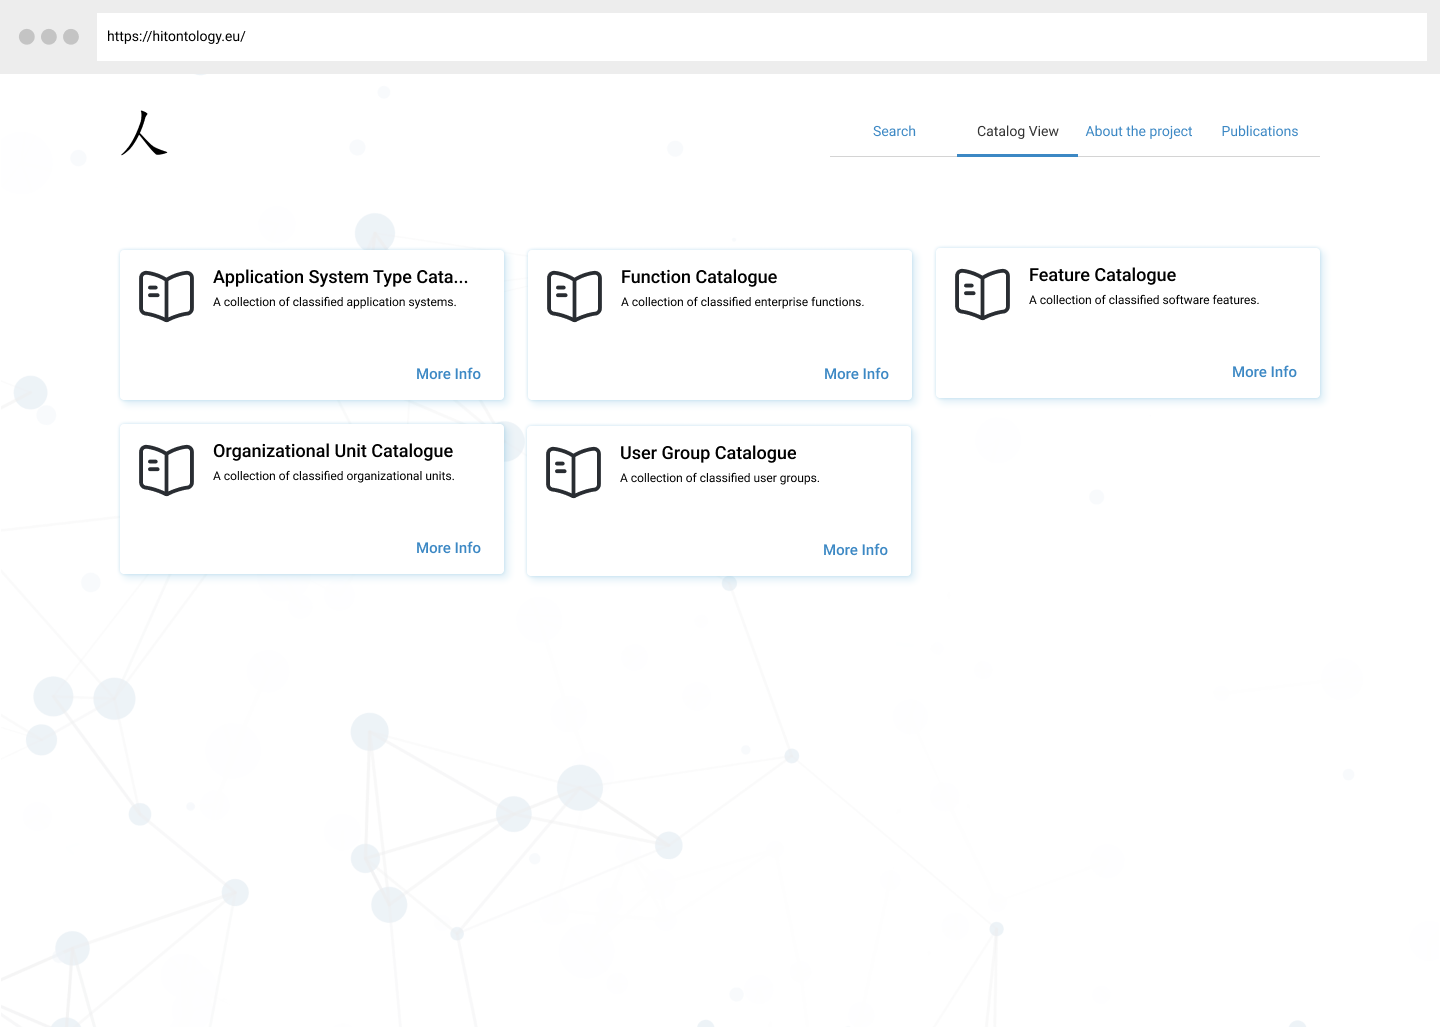 https://hitontology.eu/
人
Search
Catalog View
About the project
Publications
Application System Type Cata...
A collection of classified application systems.
More Info
Function Catalogue
A collection of classified enterprise functions.
More Info
Feature Catalogue
A collection of classified software features.
More Info
Organizational Unit Catalogue
A collection of classified organizational units.
More Info
User Group Catalogue
A collection of classified user groups.
More Info